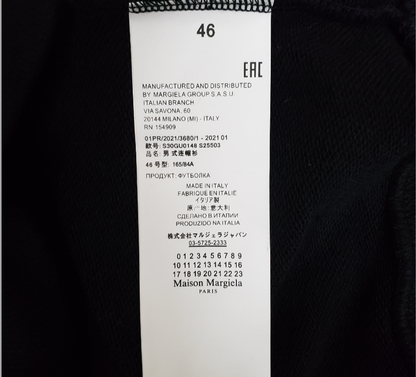 46
EAC
MANUFACTURED AND DISTRIBUTED
BY MARGIELA GROUP S.A.S.U.
ITALIAN BRANCH
VIA SAVONA, 60
20144 MILANO (MI) - ITALY
RN 154909
01PR/2021/3680/1 - 2021 01
款号: S30GU0148 S25503
品名: 男式连帽衫
46 号型: 165/84A
ПРОДУКТ: ФУТБОЛКА
MADE IN ITALY
FABRIQUÉ EN ITALIE
イタリア製
原产地:意大利
СДЕЛАНО В ИТАЛИИ
PRODUZIDO NA ITALIA
株式会社マルジェラジャパン
03-5725-2333
0 1 2 3 4 5 6 7 8 9
10 11 12 13 14 15 16
17 18 19 20 21 22 23
Maison Margiela
PARIS